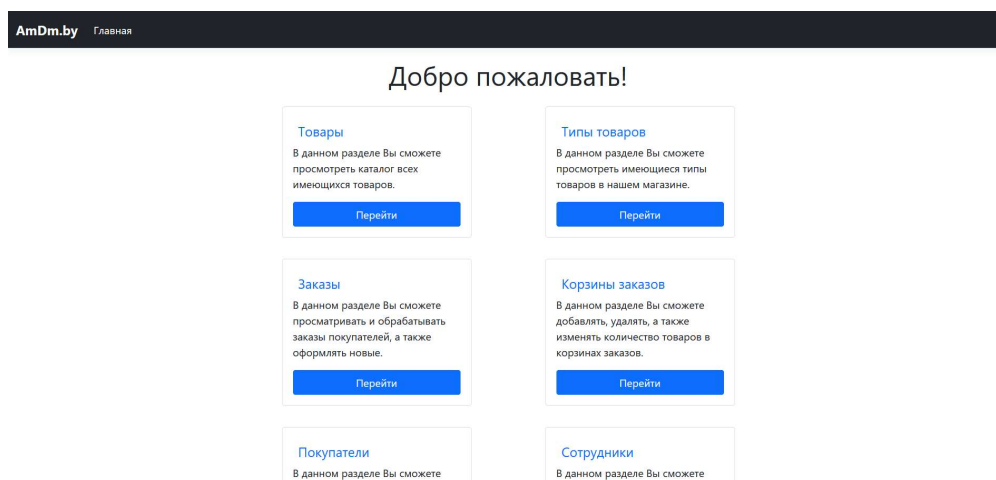 AmDm.by Главная
Добро пожаловать!
Товары
В данном разделе Вы сможете
просмотреть каталог всех
имеющихся товаров.
Перейти
Типы товаров
В данном разделе Вы сможете
просмотреть имеющиеся типы
товаров в нашем магазине.
Перейти
Заказы
В данном разделе Вы сможете
просматривать и обрабатывать
заказы покупателей, а также
оформлять новые.
Перейти
Корзины заказов
В данном разделе Вы сможете
добавлять, удалять, а также
изменять количество товаров в
корзинах заказов.
Перейти
Покупатели
В данном разделе Вы сможете
Сотрудники
В данном разделе Вы сможете